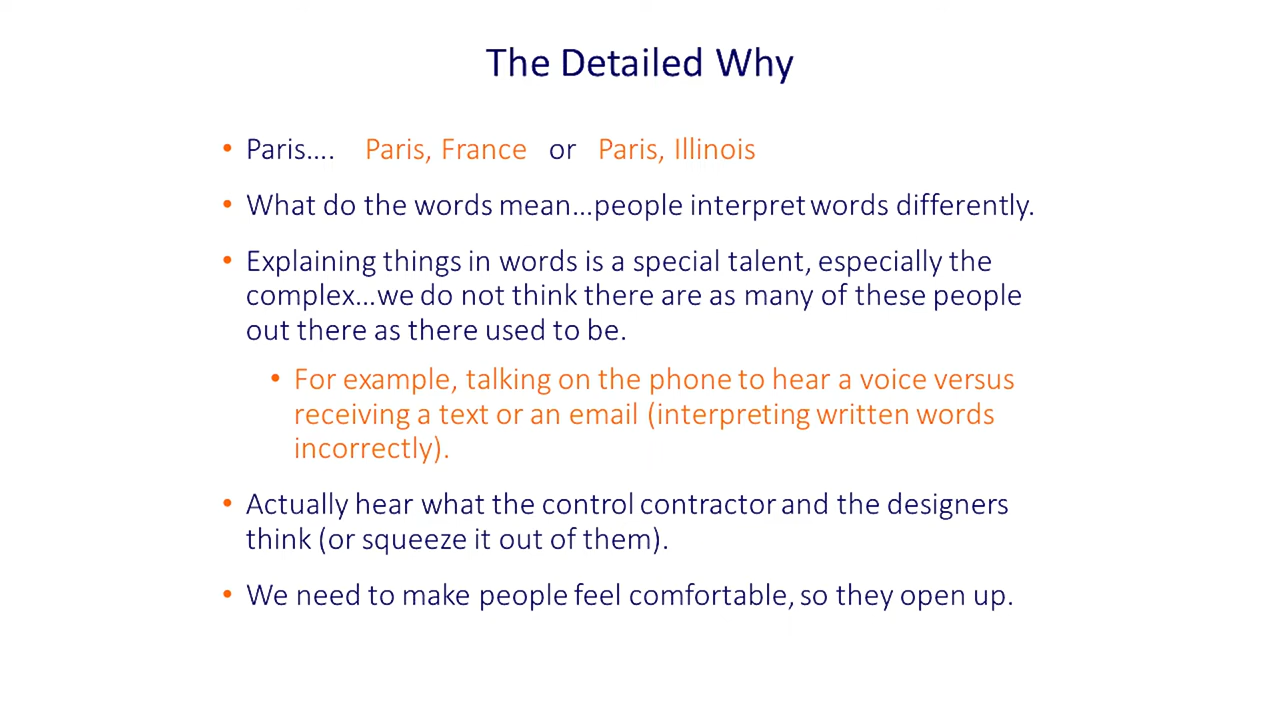 The Detailed Why
• Paris…. Paris, France or Paris, Illinois
• What do the words mean…people interpret words differently.
• Explaining things in words is a special talent, especially the
complex…we do not think there are as many of these people
out there as there used to be.
• For example, talking on the phone to hear a voice versus
receiving a text or an email (interpreting written words
incorrectly).
• Actually hear what the control contractor and the designers
think (or squeeze it out of them).
• We need to make people feel comfortable, so they open up.